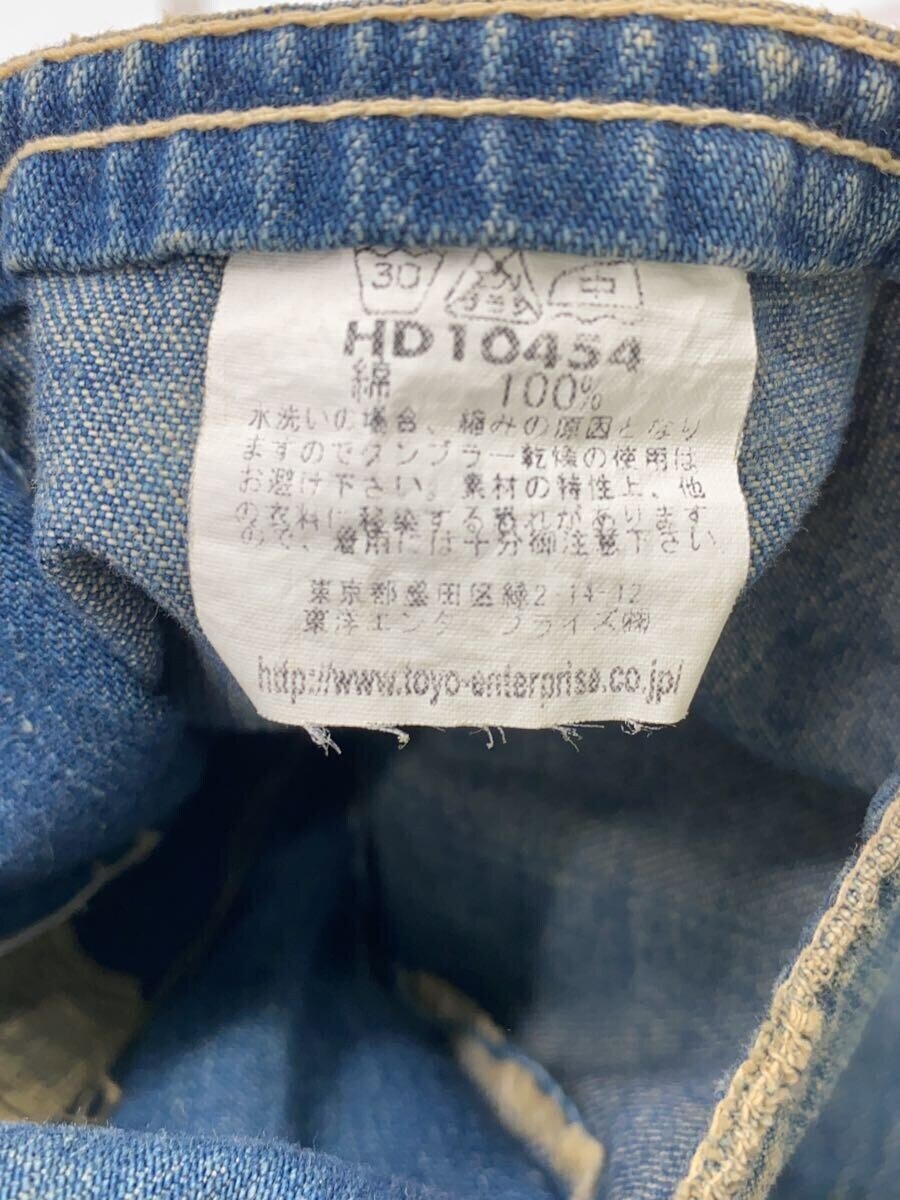 30
中
HD10454
綿 100%
水洗いの場合、縮みの原因となり
ますのでタンブラー乾燥の使用は
お避け下さい。素材の特性上、他
の衣料に移染する恐れがあります
ので、着用には十分御注意下さい
東京都墨田区緑2-14-12
東洋エンタープライズ㈱
http://www.toyo-enterprise.co.jp/